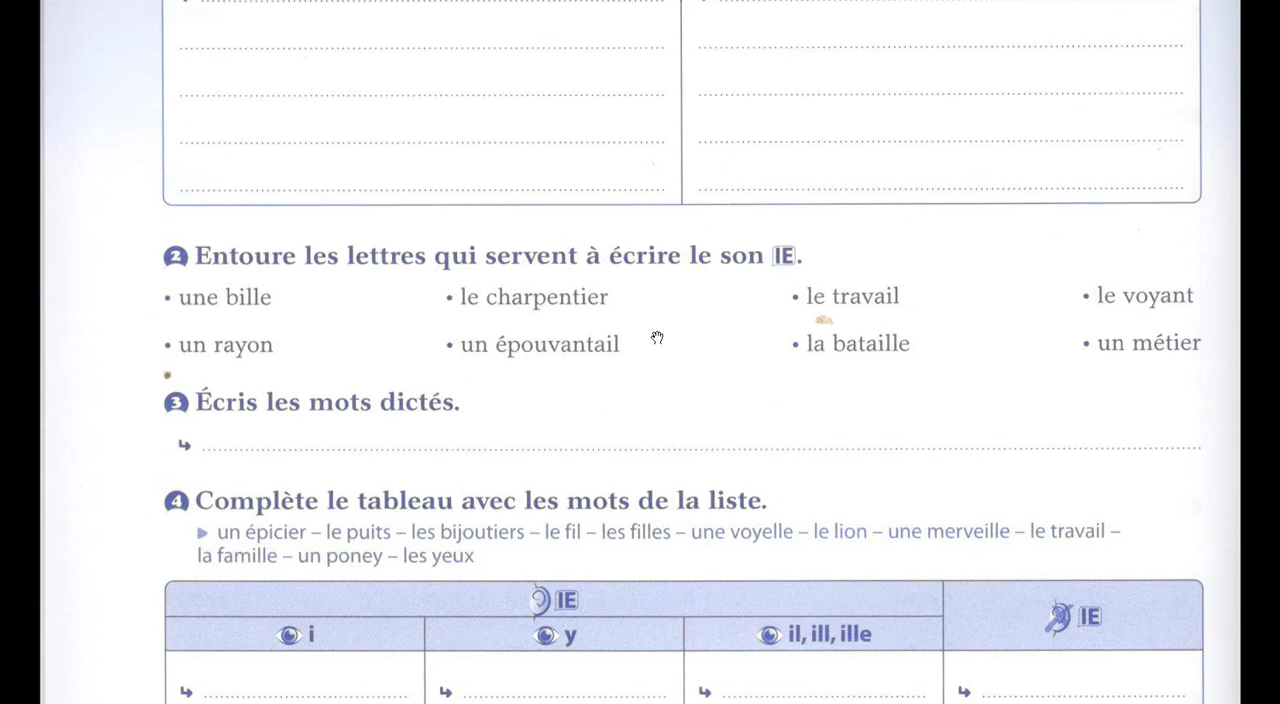 2 Entoure les lettres qui servent à écrire le son IE.
• une bille • le charpentier • le travail • le voyant
• un rayon • un épouvantail • la bataille • un métier
3 Écris les mots dictés.
4 Complète le tableau avec les mots de la liste.
un épicier – le puits – les bijoutiers – le fil – les filles – une voyelle – le lion – une merveille – le travail –
la famille – un poney – les yeux
IE IE
i y il, ill, ille